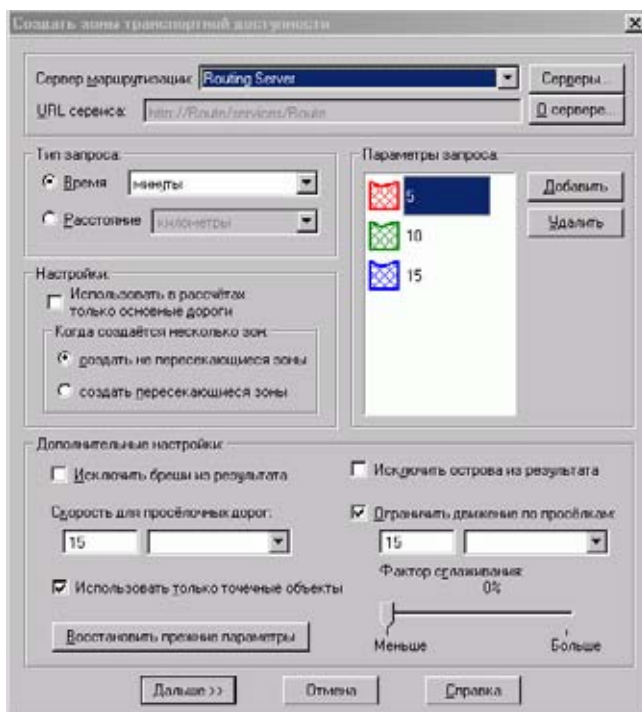 Создать зоны транспортной доступности
Сервер маршрутизации: Routing Server Серверы...
URL сервиса: http://Route/services/Route О сервере...
Тип запроса:
Время минуты
Расстояние километры
Параметры запроса:
5
10
15
Добавить
Удалить
Настройки:
Использовать в рассчётах
только основные дороги
Когда создаётся несколько зон:
создать не пересекающиеся зоны
создать пересекающиеся зоны
Дополнительные настройки:
Исключить бреши из результата
Исключить острова из результата
Скорость для просёлочных дорог:
15
Ограничить движение по просёлкам:
15
Использовать только точечные объекты
Фактор сглаживания:
0%
Меньше Больше
Восстановить прежние параметры
Дальше >> Отмена Справка